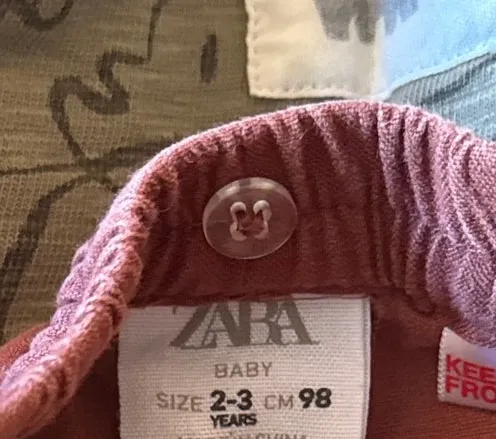 ZARA
BABY
SIZE 2-3 CM 98
YEARS
KEE
FRO